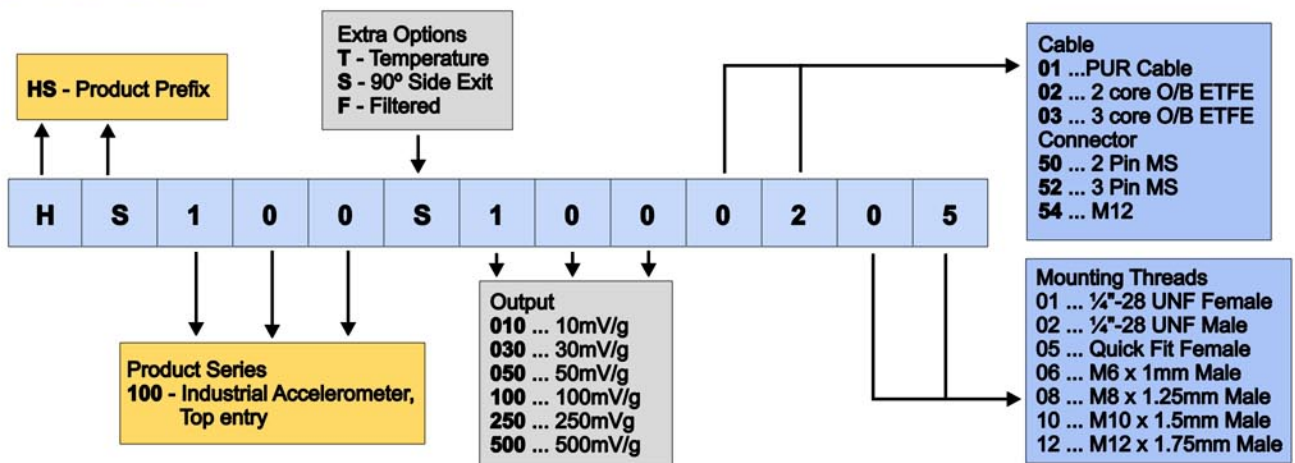 Extra Options
T - Temperature
S - 90º Side Exit
F - Filtered
HS - Product Prefix
Cable
01 ...PUR Cable
02 ... 2 core O/B ETFE
03 ... 3 core O/B ETFE
Connector
50 ... 2 Pin MS
52 ... 3 Pin MS
54 ... M12
H S 1 0 0 S 1 0 0 0 2 0 5
Product Series
100 - Industrial Accelerometer,
Top entry
Output
010 ... 10mV/g
030 ... 30mV/g
050 ... 50mV/g
100 ... 100mV/g
250 ... 250mVg
500 ... 500mV/g
Mounting Threads
01 ... ¼"-28 UNF Female
02 ... ¼"-28 UNF Male
05 ... Quick Fit Female
06 ... M6 x 1mm Male
08 ... M8 x 1.25mm Male
10 ... M10 x 1.5mm Male
12 ... M12 x 1.75mm Male